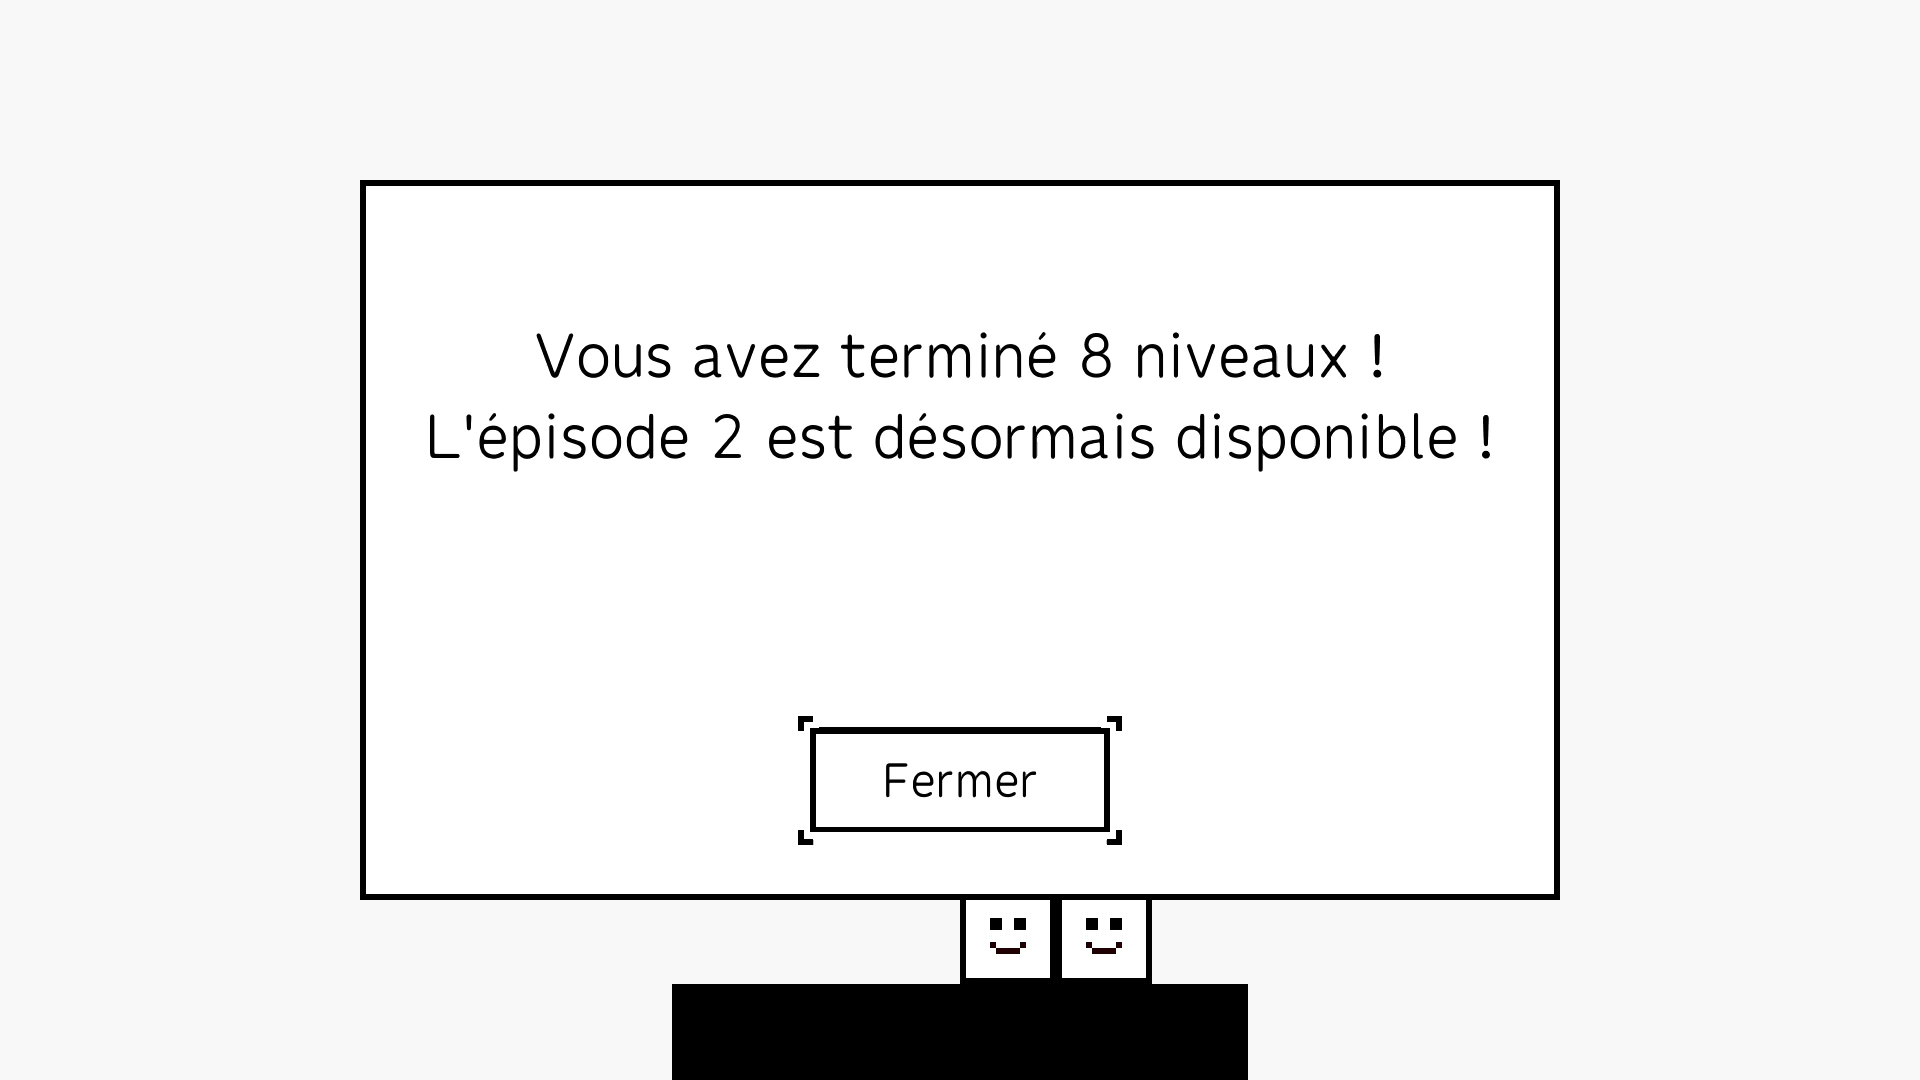 Vous avez terminé 8 niveaux !
L'épisode 2 est désormais disponible !
Fermer